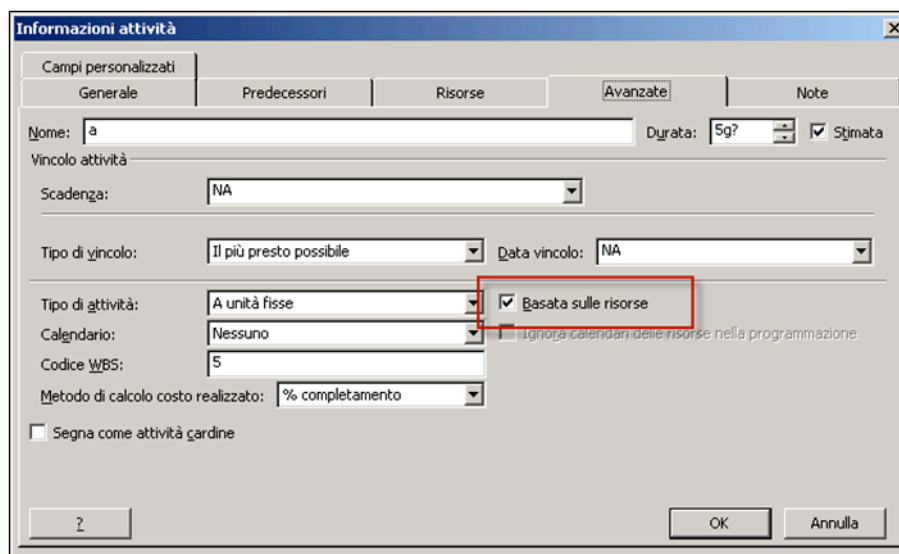 Informazioni attività
Campi personalizzati
Generale Predecessori Risorse Avanzate Note
Nome: a Durata: 5g? Stimata
Vincolo attività
Scadenza: NA
Tipo di vincolo: Il più presto possibile Data vincolo: NA
Tipo di attività: A unità fisse Basata sulle risorse
Calendario: Nessuno Ignora calendari delle risorse nella programmazione
Codice WBS: 5
Metodo di calcolo costo realizzato: % completamento
Segna come attività cardine
? OK Annulla